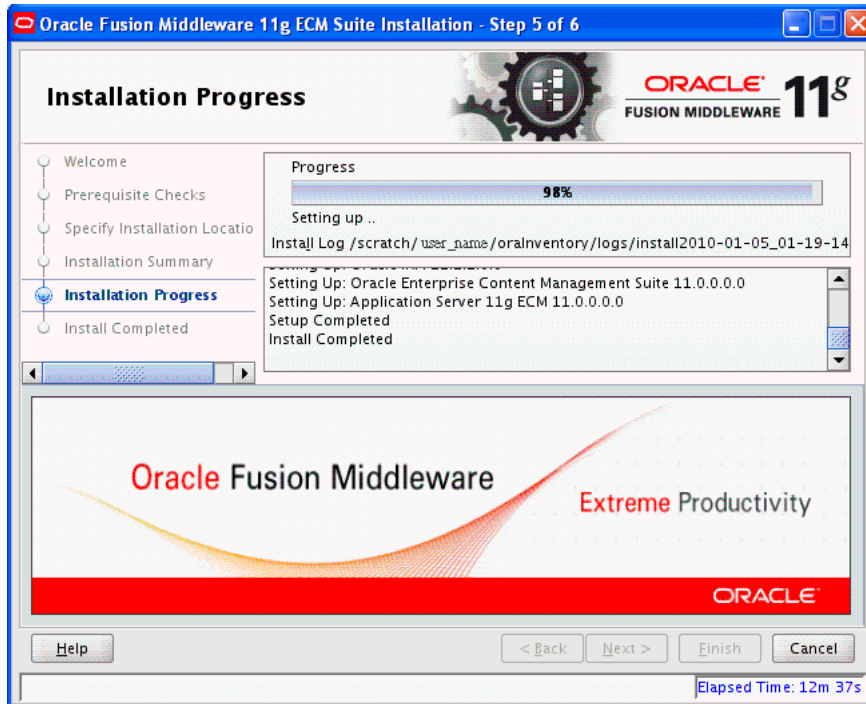 Oracle Fusion Middleware 11g ECM Suite Installation - Step 5 of 6
Installation Progress
ORACLE
FUSION MIDDLEWARE 11g
Welcome
Prerequisite Checks
Specify Installation Locatio
Installation Summary
Installation Progress
Install Completed
Progress
98%
Setting up ..
Install Log /scratch/ user_name/oraInventory/logs/install2010-01-05_01-19-14
Setting Up: Oracle Enterprise Content Management Suite 11.0.0.0.0
Setting Up: Application Server 11g ECM 11.0.0.0.0
Setup Completed
Install Completed
Oracle Fusion Middleware
Extreme Productivity
ORACLE
Help
< Back
Next >
Finish
Cancel
Elapsed Time: 12m 37s